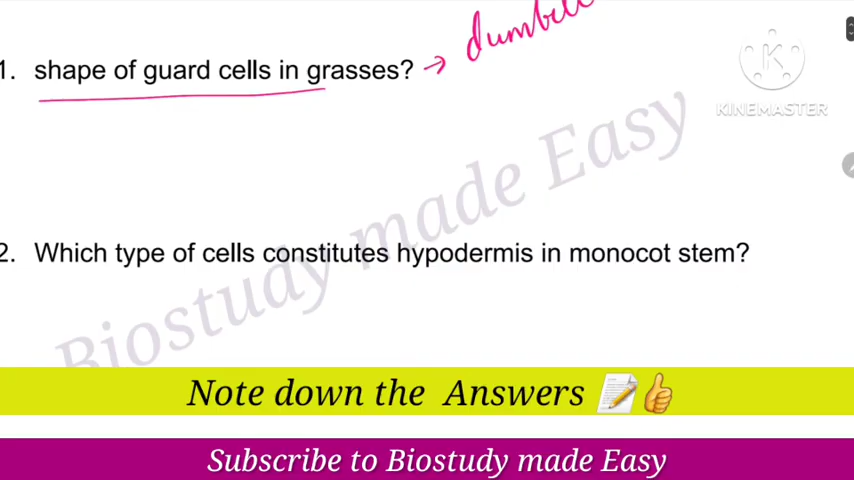 dumbell
1. shape of guard cells in grasses? →
KINEMASTER
Biostudy made Easy
2. Which type of cells constitutes hypodermis in monocot stem?
Note down the Answers 📝👍
Subscribe to Biostudy made Easy